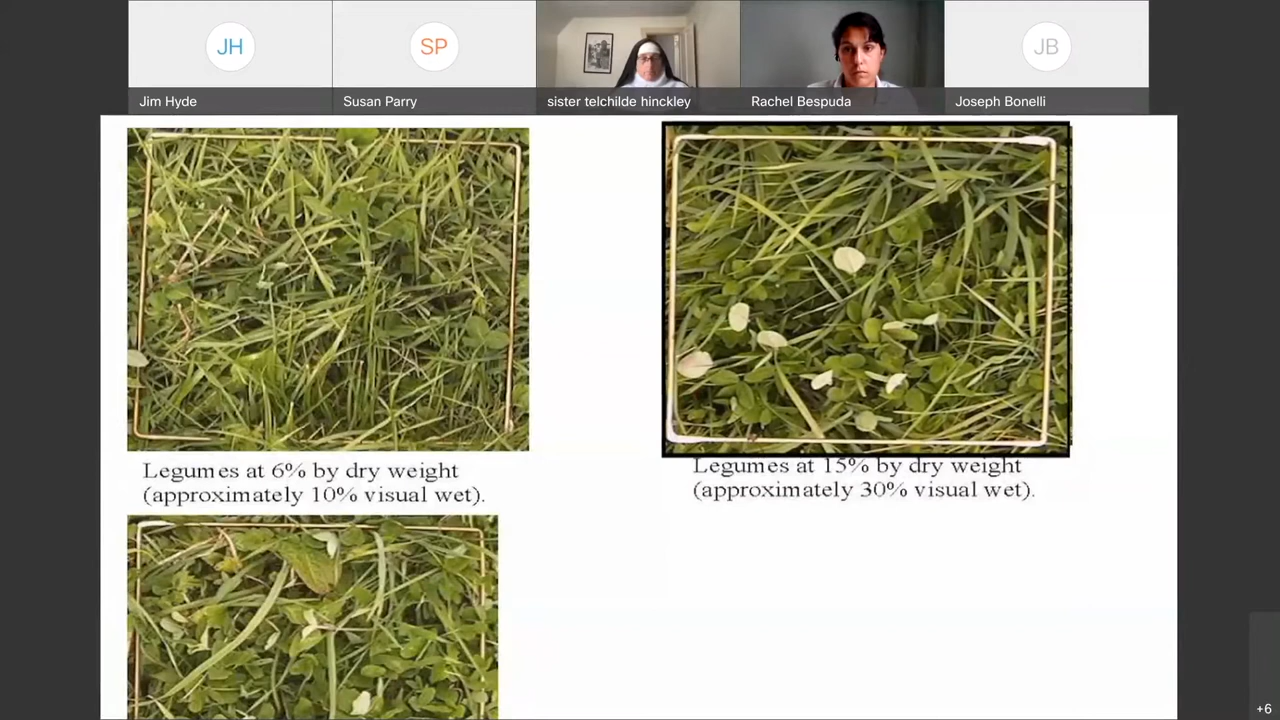 JH
SP
JB
Jim Hyde
Susan Parry
sister telchilde hinckley
Rachel Bespuda
Joseph Bonelli
Legumes at 6% by dry weight
(approximately 10% visual wet).
Legumes at 15% by dry weight
(approximately 30% visual wet).
+6